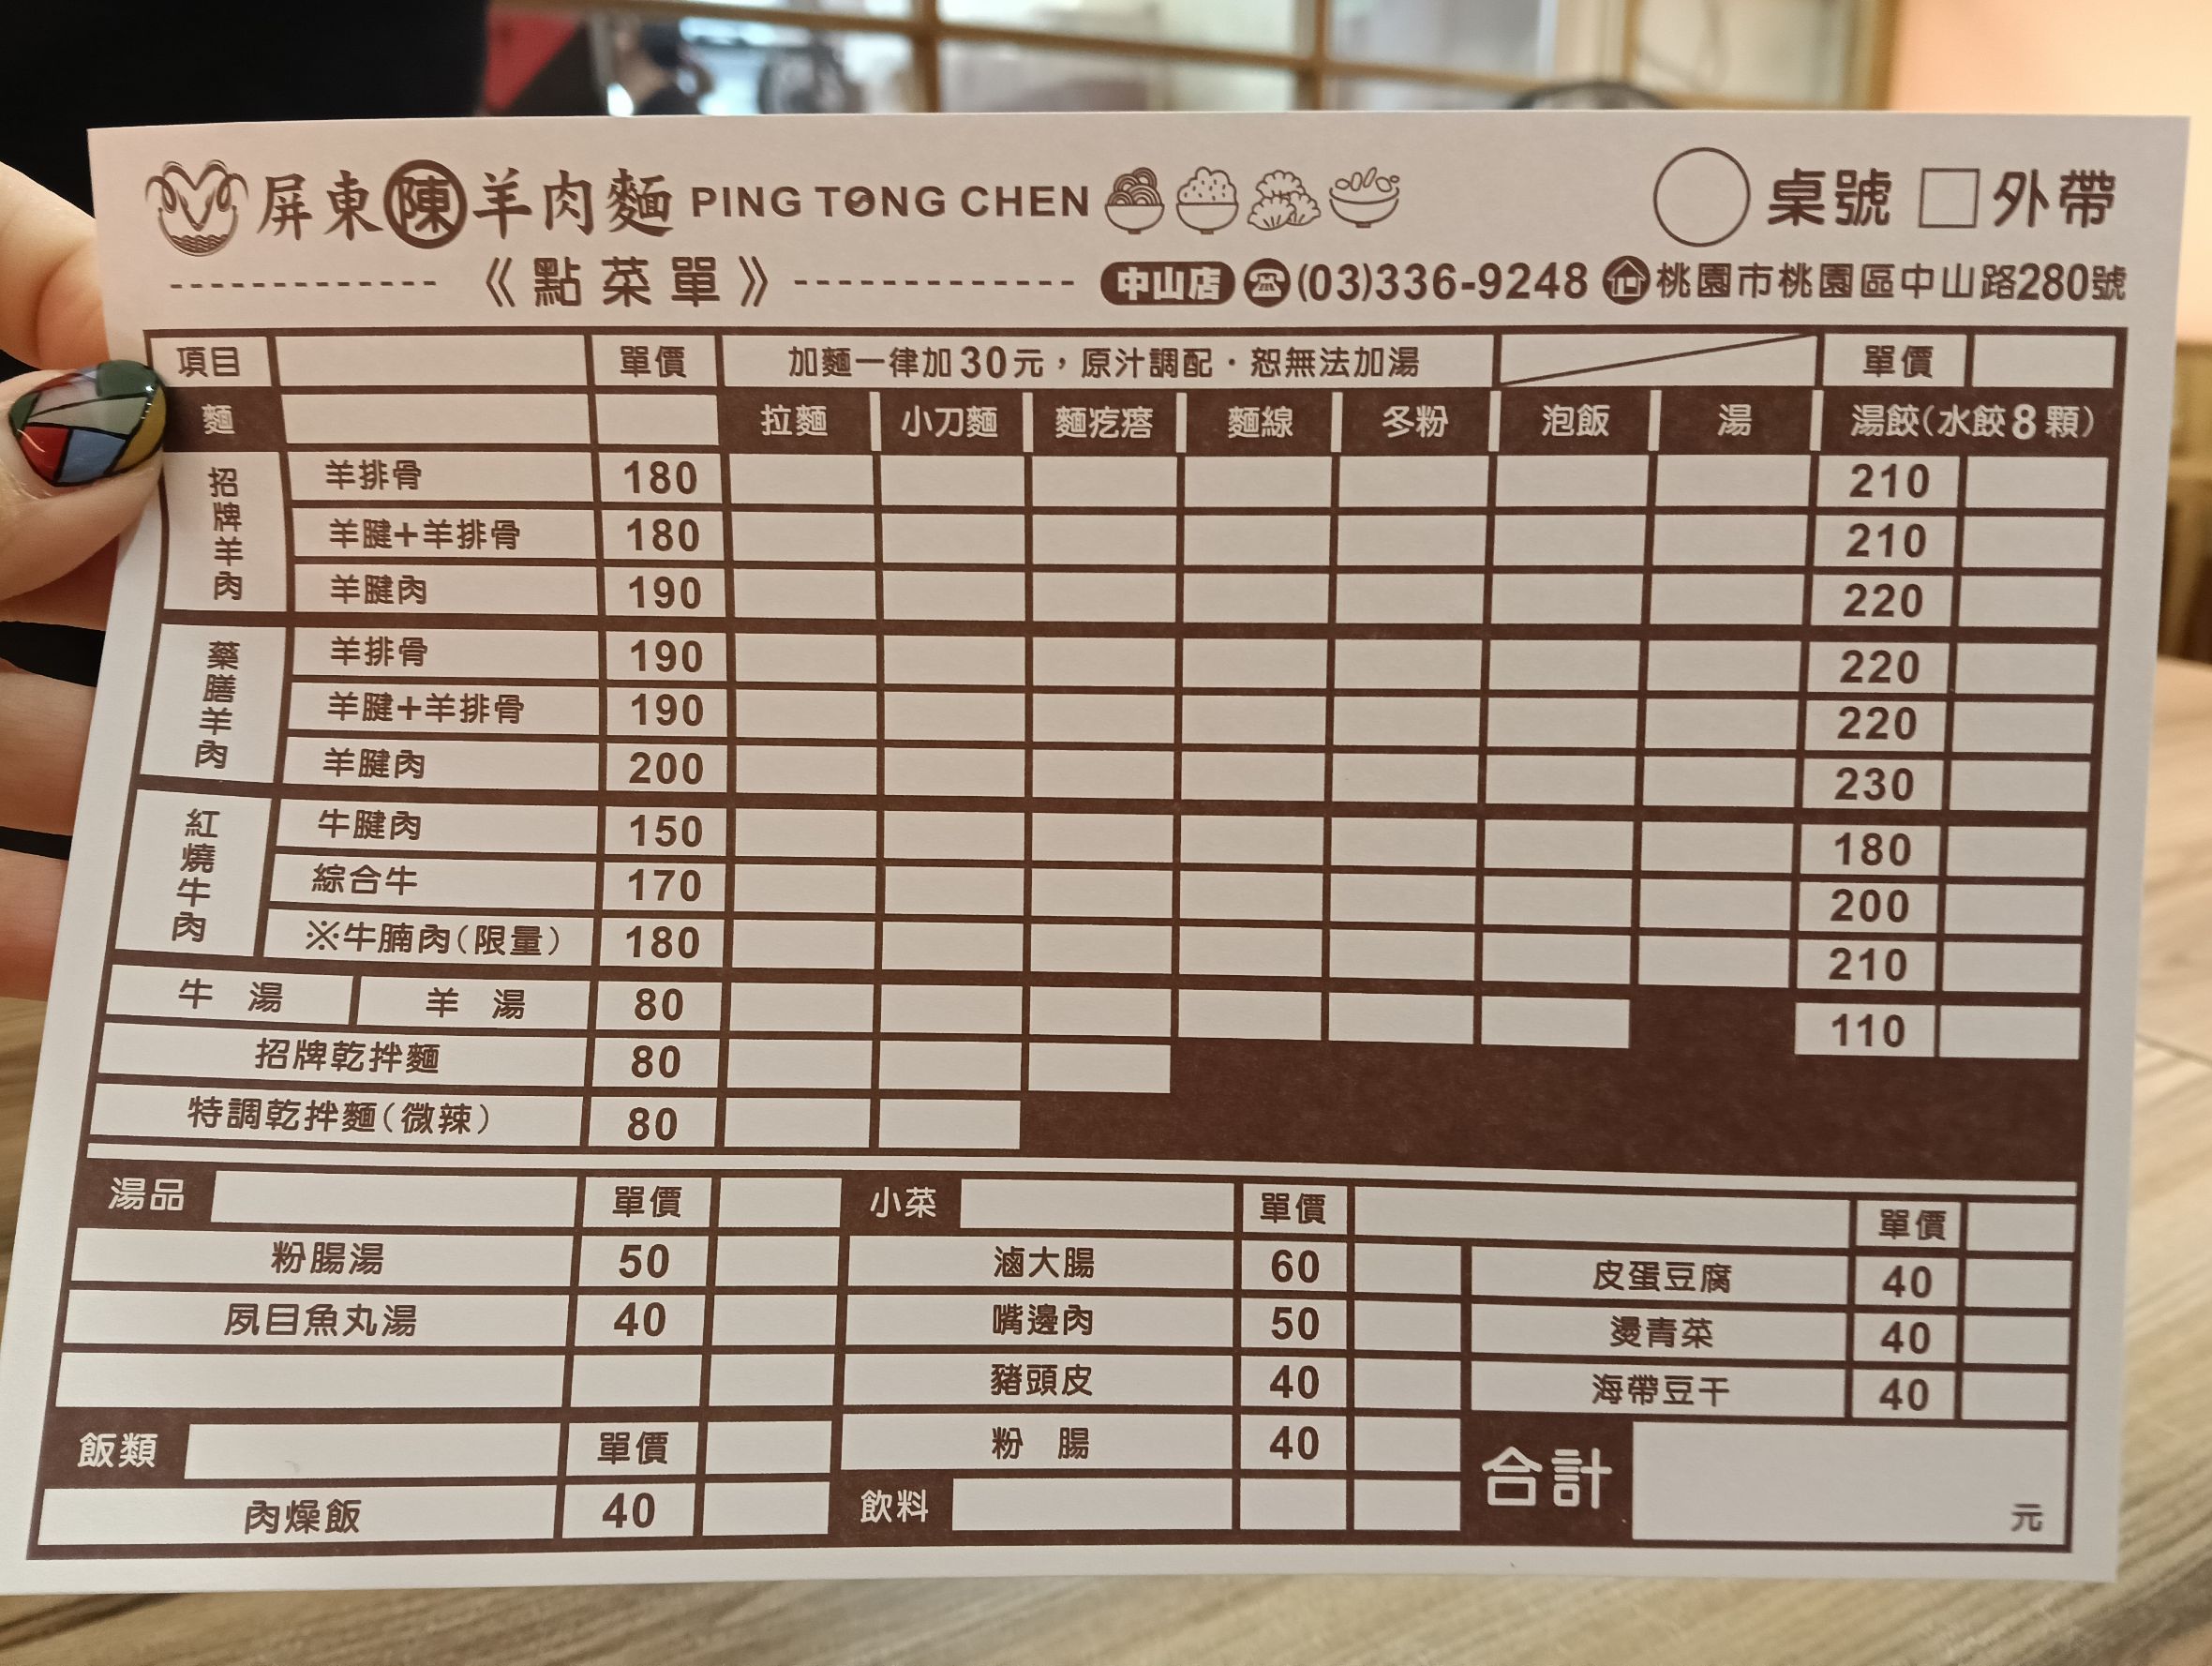 屏東陳羊肉麵 PING TONG CHEN 桌號 外帶
《點菜單》 中山店 (03)336-9248 桃園市桃園區中山路280號
項目 單價 加麵一律加30元,原汁調配·恕無法加湯 單價
麵 拉麵 小刀麵 麵疙瘩 麵線 冬粉 泡飯 湯 湯餃(水餃8顆)
招牌羊肉
羊排骨 180 210
羊腱+羊排骨 180 210
羊腱肉 190 220
藥膳羊肉
羊排骨 190 220
羊腱+羊排骨 190 220
羊腱肉 200 230
紅燒牛肉
牛腱肉 150 180
綜合牛 170 200
※牛腩肉(限量) 180 210
牛 湯 羊 湯 80 110
招牌乾拌麵 80
特調乾拌麵(微辣) 80
湯品 單價 小菜 單價 單價
粉腸湯 50 滷大腸 60 皮蛋豆腐 40
夙目魚丸湯 40 嘴邊肉 50 燙青菜 40
豬頭皮 40 海帶豆干 40
飯類 單價 粉 腸 40 合計
肉燥飯 40 飲料 元